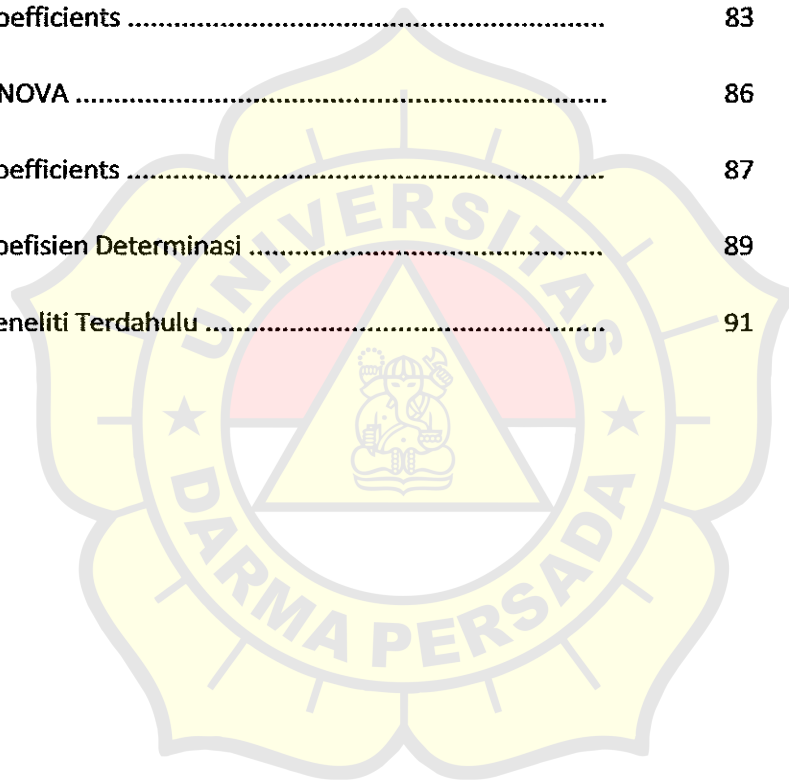 oefficients ........................................................................ 83
NOVA ................................................................................ 86
oefficients ........................................................................ 87
oefisien Determinasi ...................................................... 89
eneliti Terdahulu ............................................................. 91
UNIVERSITAS
DARMA PERSADA